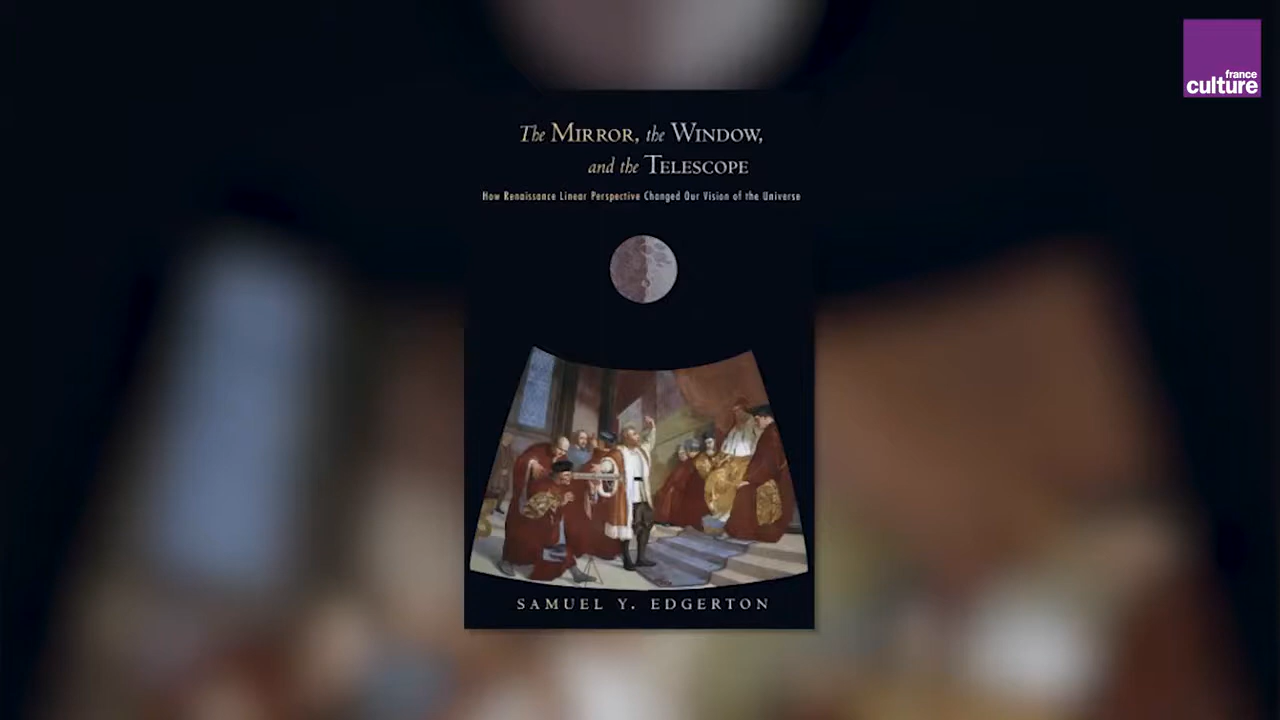 france
culture
The MIRROR, the WINDOW,
and the TELESCOPE
How Renaissance Linear Perspective Changed Our Vision of the Universe
SAMUEL Y. EDGERTON